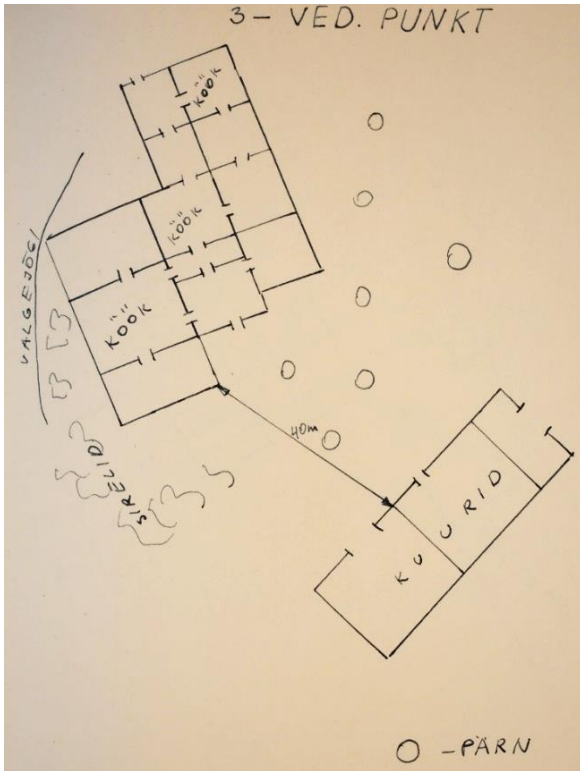 3- VED. PUNKT
KÖÖK
KÖÖK
VALGEJÕGI
KÖÖK
40m
SIRELID
KUURID
-PÄRN